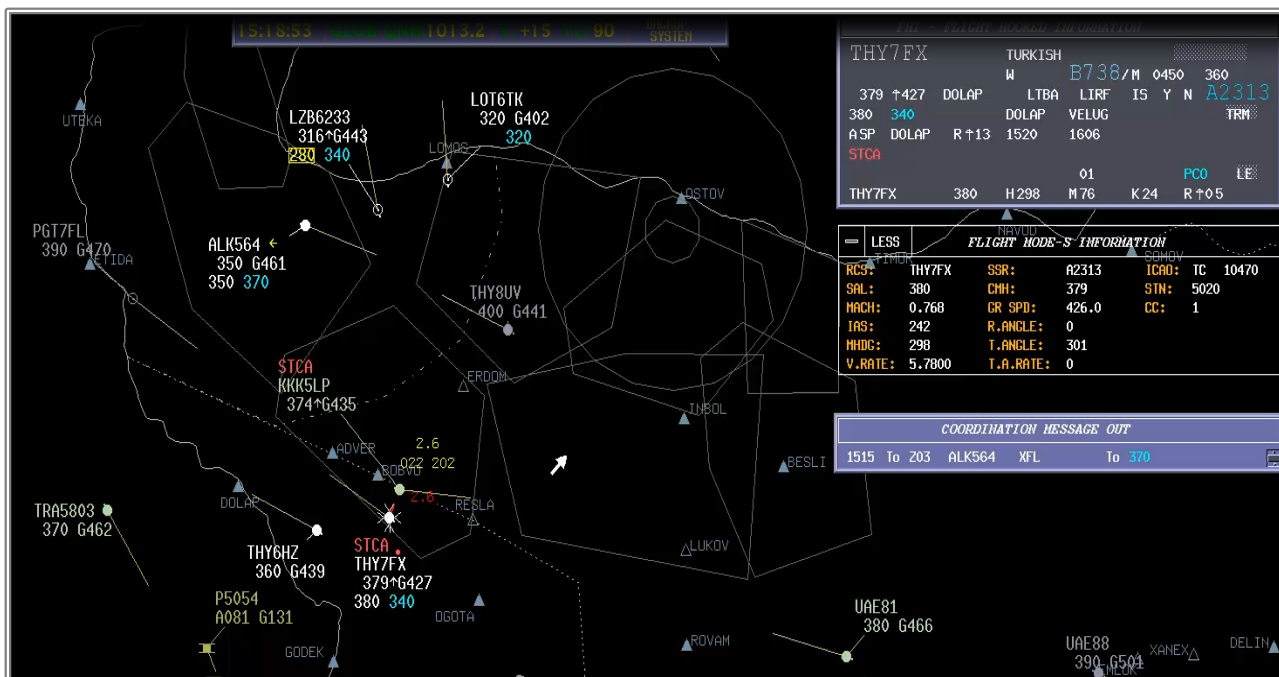 15:18:53 GLOB QNH 1013.2 +15 90 BACKUP SYSTEM
FHI - FLIGHT HOOKED INFORMATION
THY7FX TURKISH
W B738/M 0450 360
379 ↑427 DOLAP LTBA LIRF IS Y N A2313
380 340 DOLAP VELUG TRM
ASP DOLAP R↑13 1520 1606
STCA
01 PCO LE
THY7FX 380 H298 M76 K24 R↑05
LESS FLIGHT MODE-S INFORMATION
RCS: THY7FX SSR: A2313 ICAO: TC 10470
SAL: 380 CMH: 379 STN: 5020
MACH: 0.768 GR SPD: 426.0 CC: 1
IAS: 242 R.ANGLE: 0
MHDG: 298 T.ANGLE: 301
V.RATE: 5.7800 T.A.RATE: 0
COORDINATION MESSAGE OUT
1515 To Z03 ALK564 XFL To 370
UTEKA
LZB6233
316↑G443
280 340
LOT6TK
320 G402
320
LOMOS
OSTOV
NAVOD
TIMUR
SOMOV
PGT7FL
390 G470
ETIDA
ALK564 ←
350 G461
350 370
THY8UV
400 G441
STCA
KKK5LP
374↑G435
ERDOM
INBOL
ADVER
2.6
022 202
BOBVO
BESLI
DOLAP
2.6
RESLA
TRA5803
370 G462
THY6HZ
360 G439
STCA
THY7FX
379↑G427
380 340
LUKOV
P5054
A081 G131
OGOTA
UAE81
380 G466
GODEK
ROVAM
UAE88
390 G501
XANEX
DELIN